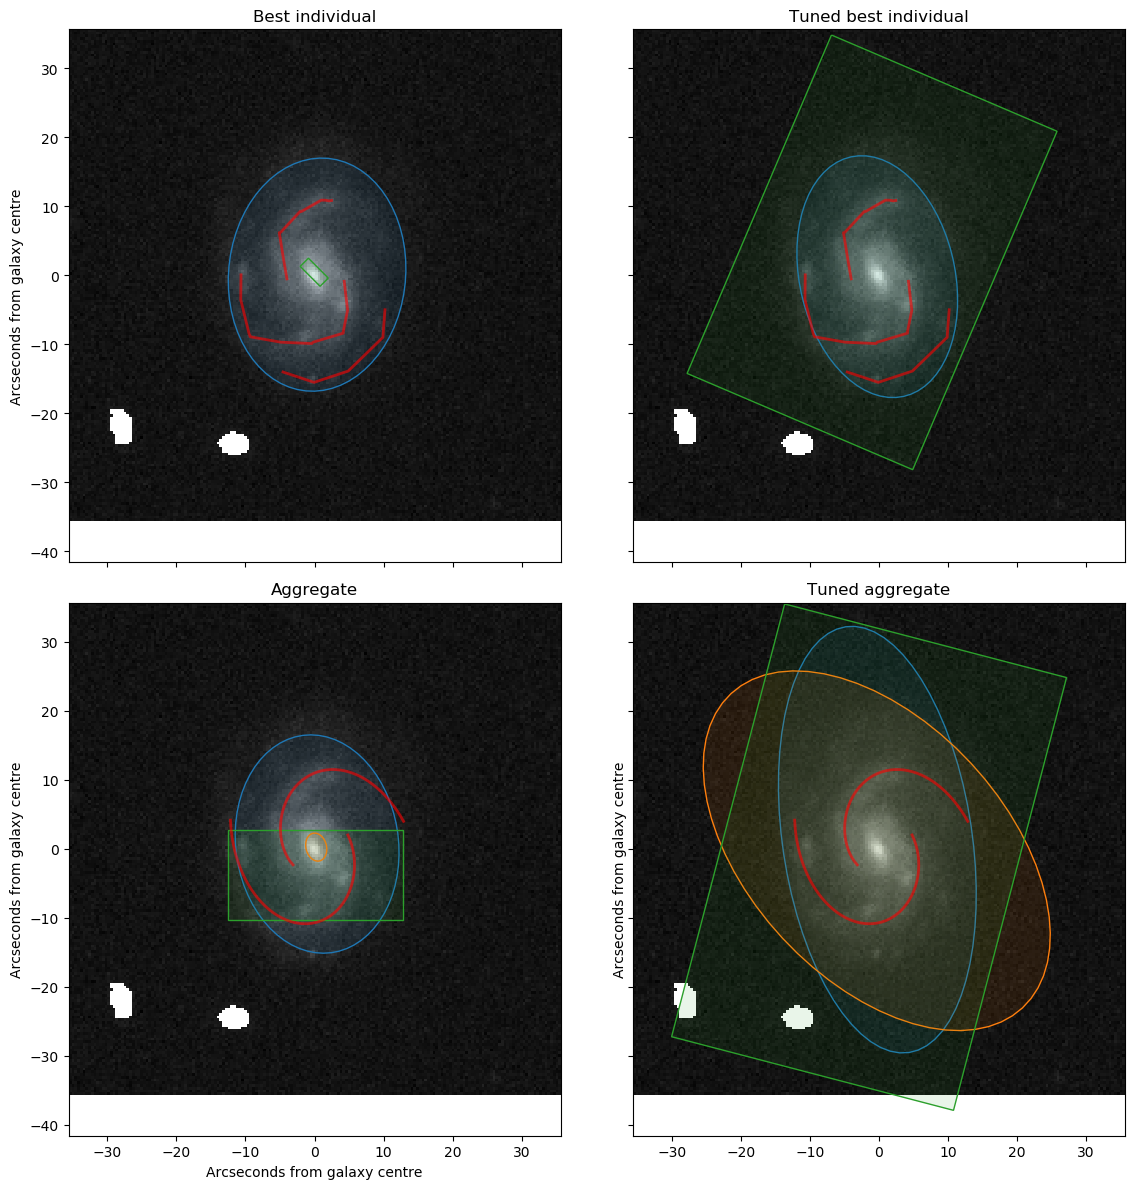 Best individual
Tuned best individual
30
20
10
0
−10
−20
−30
−40
Arcseconds from galaxy centre
Aggregate
Tuned aggregate
30
20
10
0
−10
−20
−30
−40
Arcseconds from galaxy centre
Arcseconds from galaxy centre
−30 −20 −10 0 10 20 30
−30 −20 −10 0 10 20 30
Arcseconds from galaxy centre